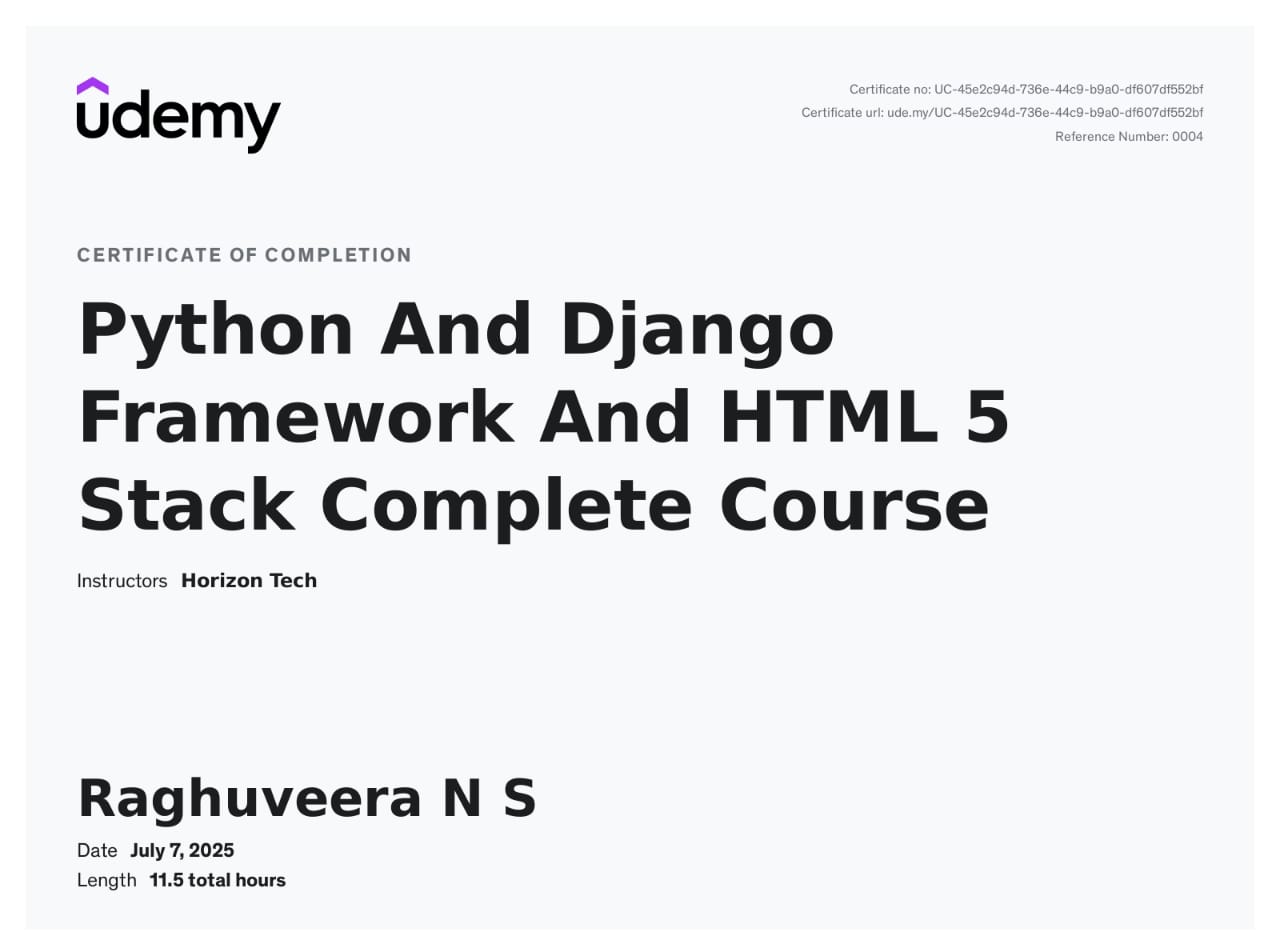 udemy
Certificate no: UC-45e2c94d-736e-44c9-b9a0-df607df552bf
Certificate url: ude.my/UC-45e2c94d-736e-44c9-b9a0-df607df552bf
Reference Number: 0004
CERTIFICATE OF COMPLETION
Python And Django
Framework And HTML 5
Stack Complete Course
Instructors Horizon Tech
Raghuveera N S
Date July 7, 2025
Length 11.5 total hours